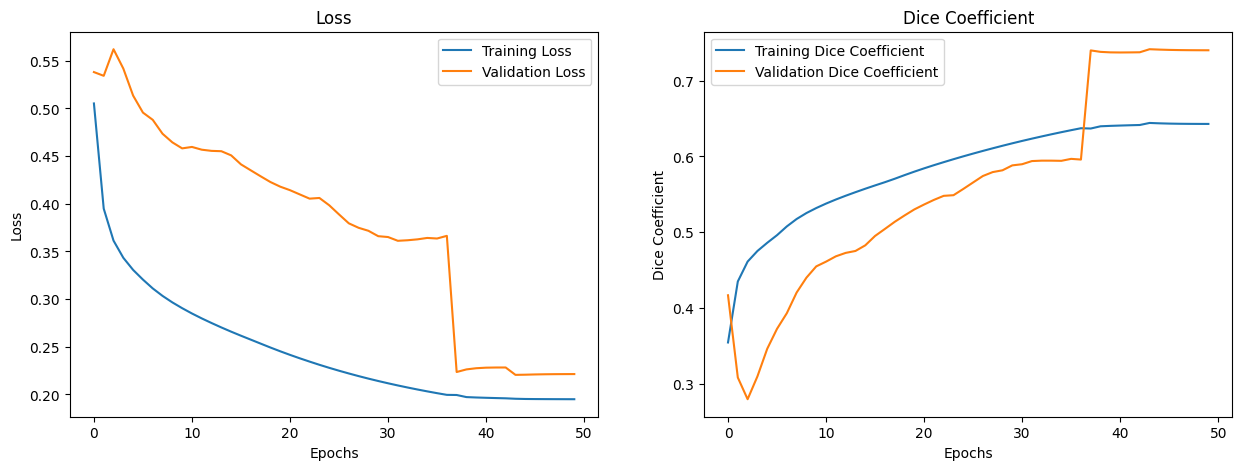 Loss
Training Loss
Validation Loss
0.55
0.50
0.45
0.40
0.35
0.30
0.25
0.20
Loss
0 10 20 30 40 50
Epochs
Dice Coefficient
Training Dice Coefficient
Validation Dice Coefficient
0.7
0.6
0.5
0.4
0.3
Dice Coefficient
0 10 20 30 40 50
Epochs